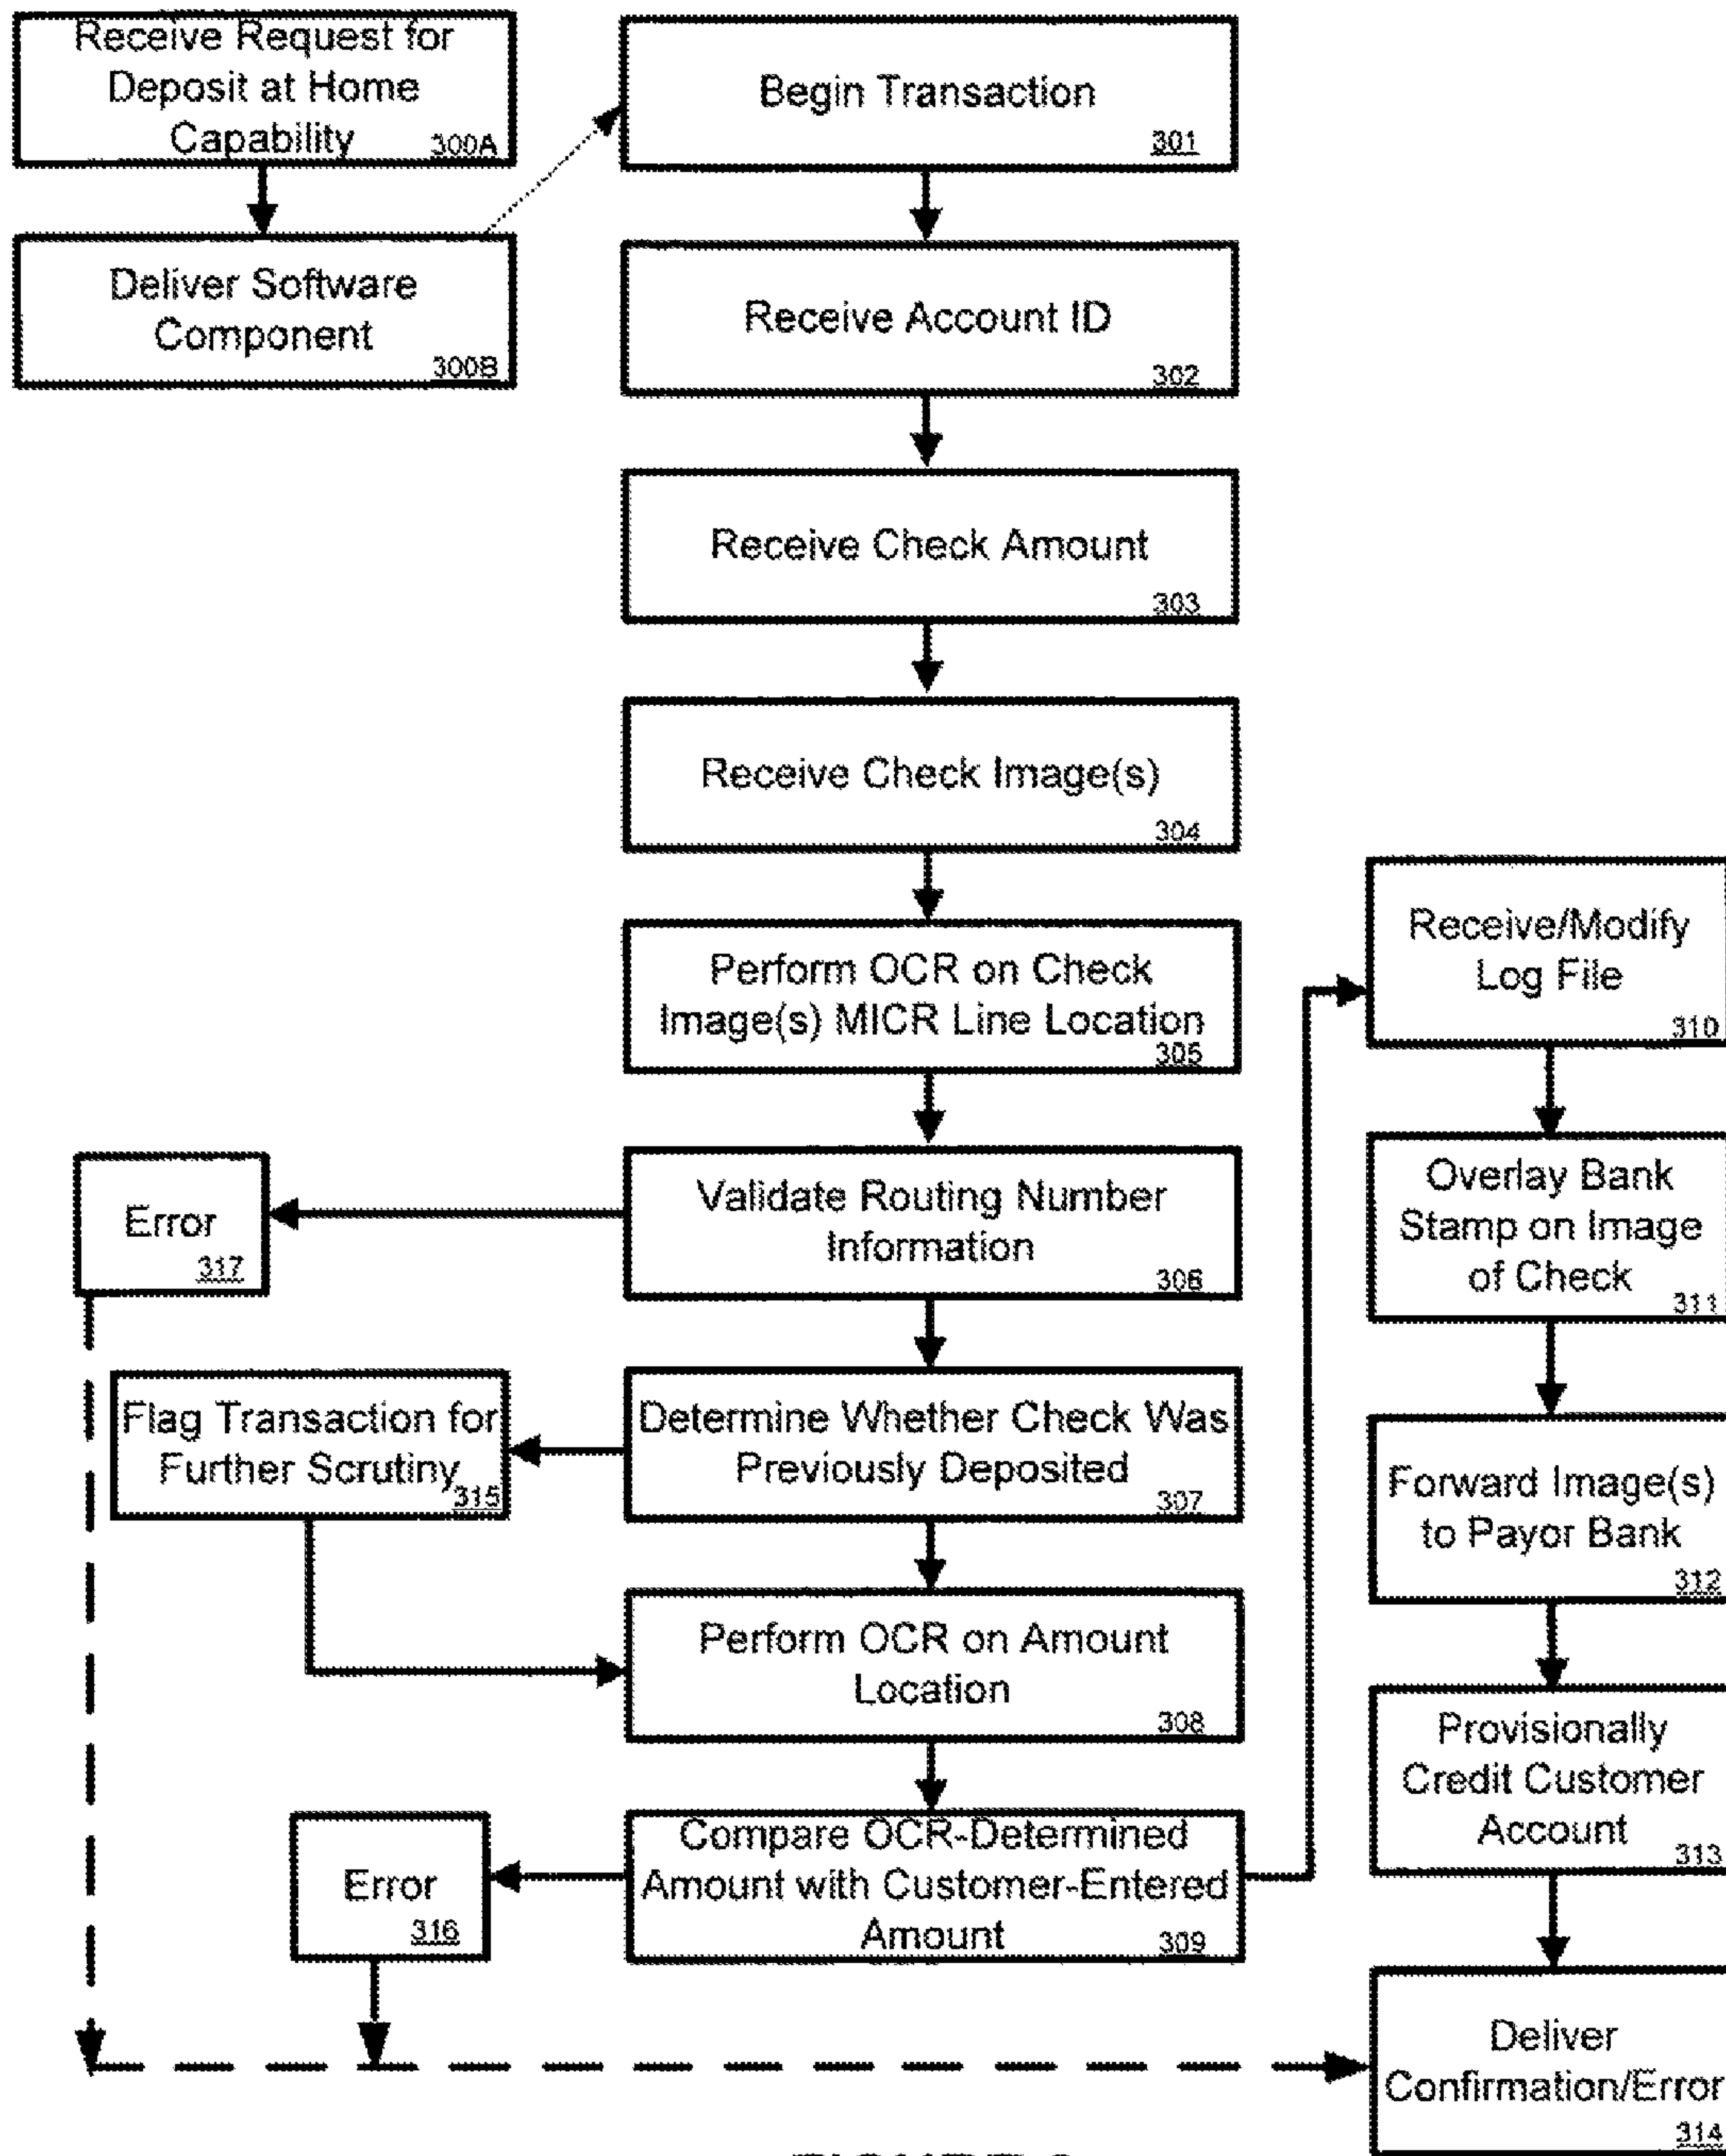 Receive Request for
Deposit at Home
Capability
300A
Deliver Software
Component
300B
Begin Transaction
301
Receive Account ID
302
Receive Check Amount
303
Receive Check Image(s)
304
Perform OCR on Check
Image(s) MICR Line Location
305
Validate Routing Number
Information
306
Error
317
Determine Whether Check Was
Previously Deposited
307
Flag Transaction for
Further Scrutiny
315
Perform OCR on Amount
Location
308
Compare OCR-Determined
Amount with Customer-Entered
Amount
309
Error
316
Receive/Modify
Log File
310
Overlay Bank
Stamp on Image
of Check
311
Forward Image(s)
to Payor Bank
312
Provisionally
Credit Customer
Account
313
Deliver
Confirmation/Error
314